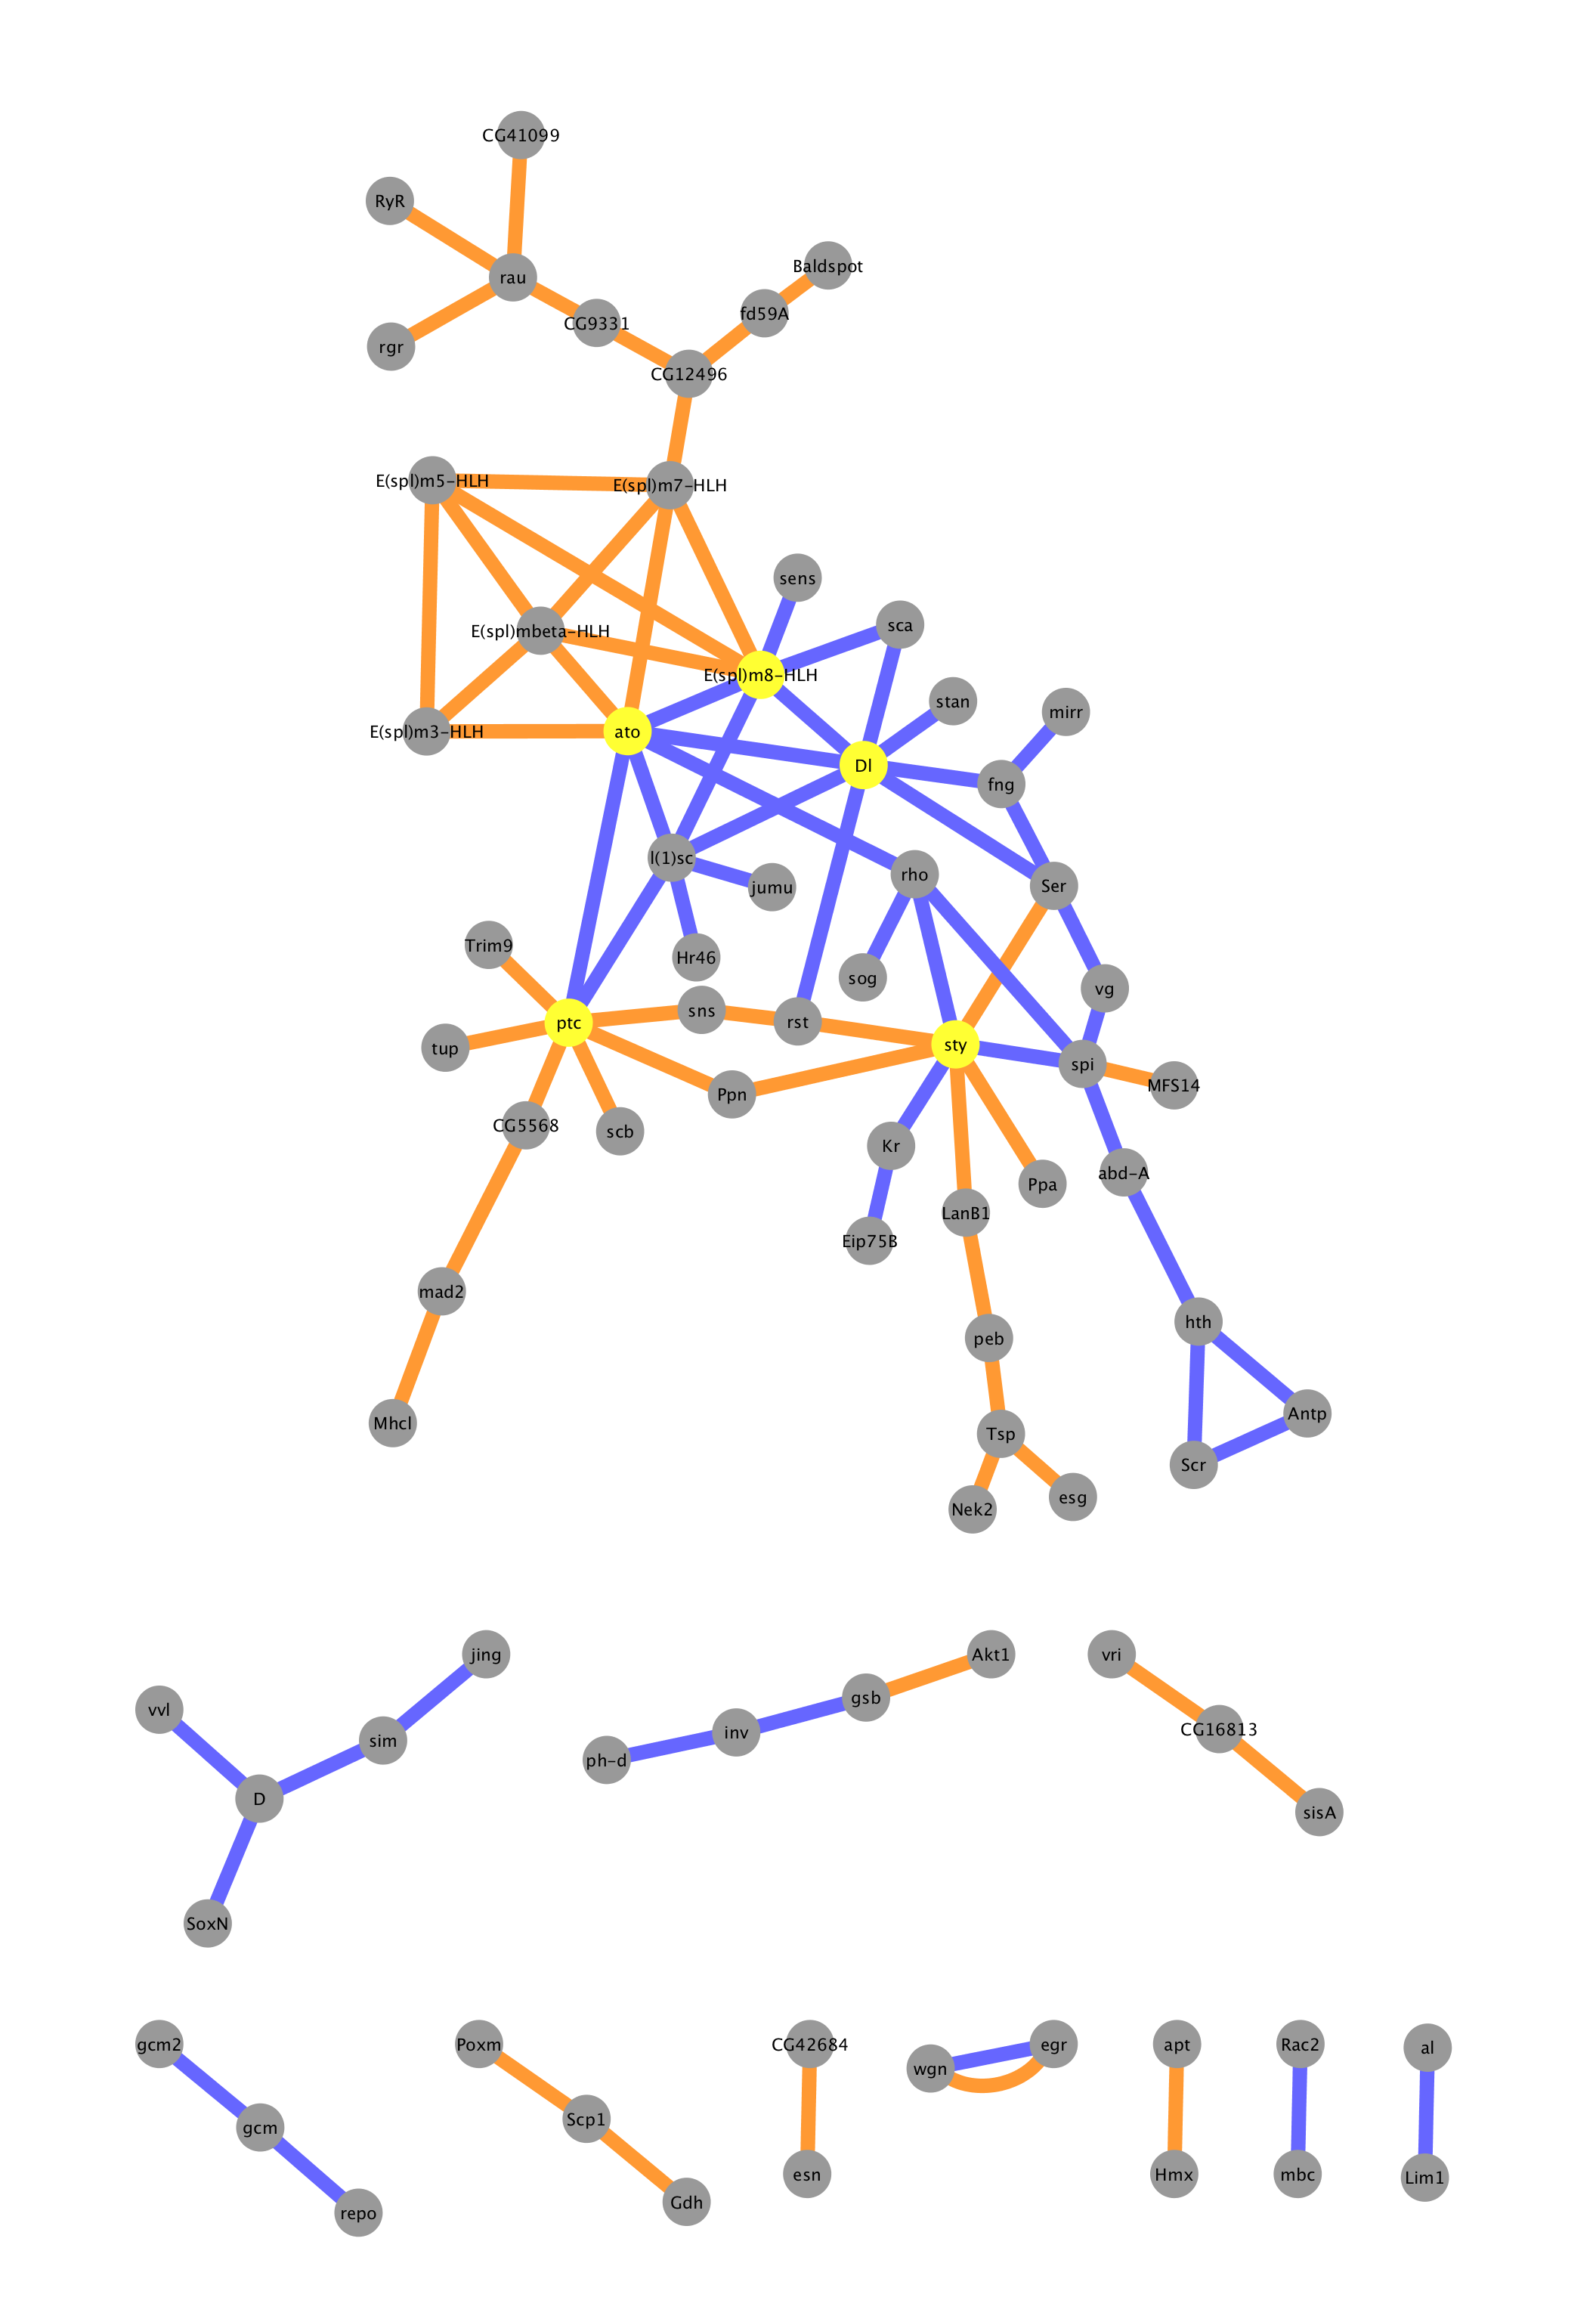 CG41099
RyR
Baldspot
rau
fd59A
CG9331
rgr
CG12496
E(spl)m5-HLH
E(spl)m7-HLH
sens
sca
E(spl)mbeta-HLH
E(spl)m8-HLH
stan
mirr
E(spl)m3-HLH
ato
Dl
fng
l(1)sc
rho
jumu
Ser
Trim9
Hr46
sog
vg
sns
ptc
rst
tup
sty
spi
MFS14
Ppn
CG5568
scb
Kr
abd-A
Ppa
LanB1
Eip75B
mad2
hth
peb
Mhcl
Antp
Tsp
Scr
esg
Nek2
jing
Akt1
vri
vvl
gsb
sim
inv
CG16813
ph-d
D
sisA
SoxN
gcm2
Poxm
CG42684
egr
apt
Rac2
al
wgn
Scp1
gcm
esn
Hmx
mbc
Lim1
Gdh
repo